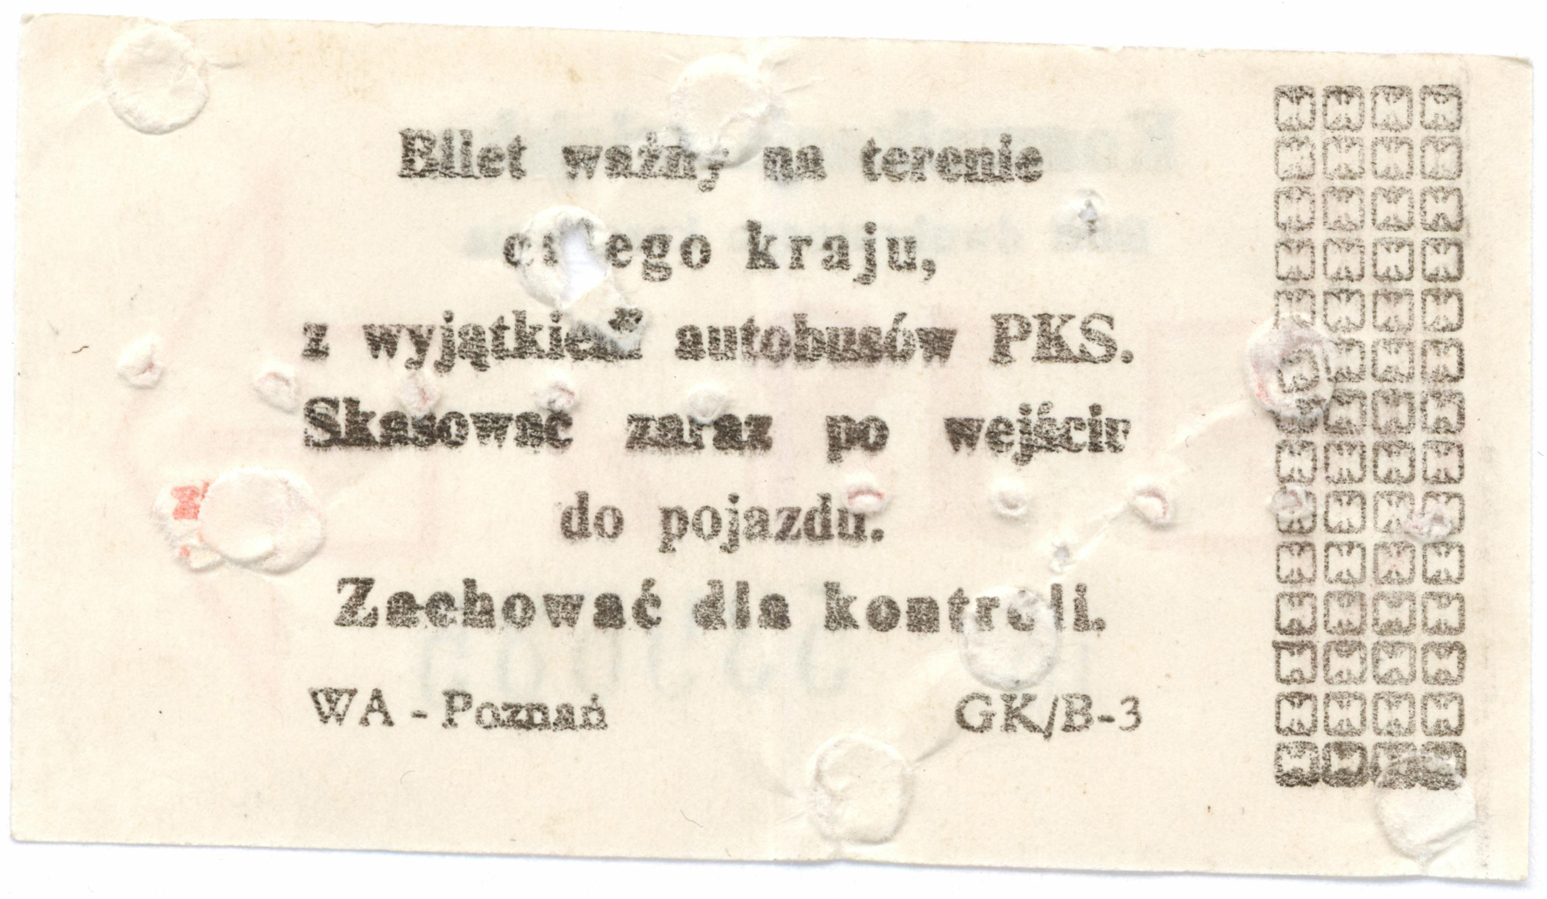 Bilet ważny na terenie
całego kraju,
z wyjątkiem autobusów PKS.
Skasować zaraz po wejściu
do pojazdu.
Zachować dla kontroli.
WA - Poznań
GK/B-3